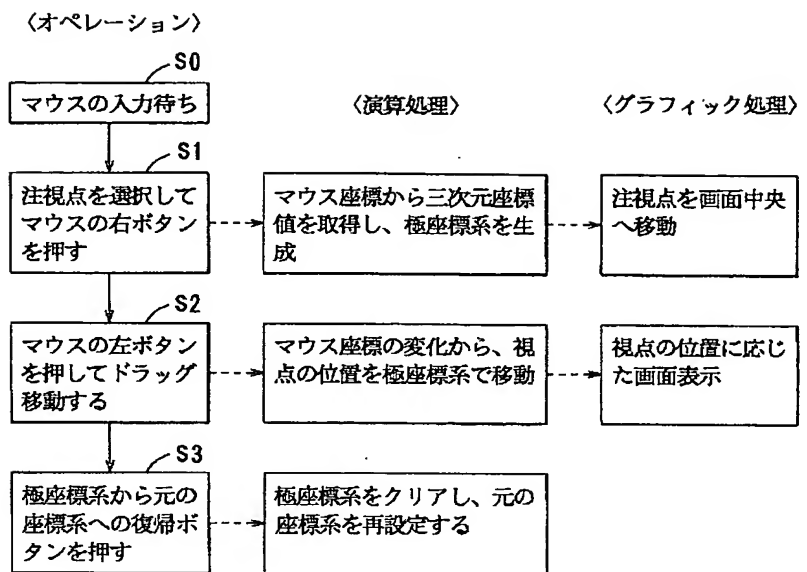 〈オペレーション〉
S0
マウスの入力待ち
〈演算処理〉
〈グラフィック処理〉
S1
注視点を選択して
マウスの右ボタン
を押す
マウス座標から三次元座標
値を取得し、極座標系を生
成
注視点を画面中央
へ移動
S2
マウスの左ボタン
を押してドラッグ
移動する
マウス座標の変化から、視
点の位置を極座標系で移動
視点の位置に応じ
た画面表示
S3
極座標系から元の
座標系への復帰ボ
タンを押す
極座標系をクリアし、元の
座標系を再設定する